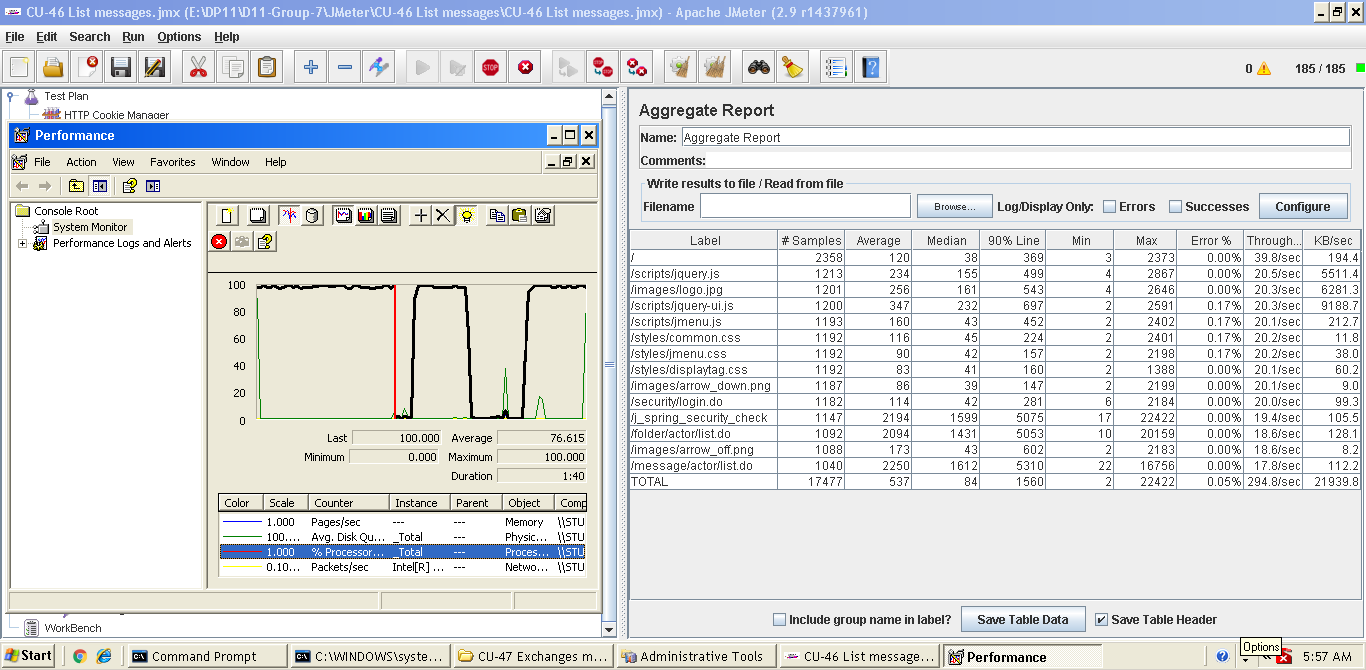 CU-46 List messages.jmx (E:\DP11\D11-Group-7\JMeter\CU-46 List messages\CU-46 List messages.jmx) - Apache JMeter (2.9 r1437961)
File Edit Search Run Options Help
STOP
0 185 / 185
Test Plan
HTTP Cookie Manager
Performance
File Action View Favorites Window Help
Console Root
System Monitor
Performance Logs and Alerts
100
80
60
40
20
0
Last 100.000 Average 76.615
Minimum 0.000 Maximum 100.000
Duration 1:40
Color Scale Counter Instance Parent Object Comp
1.000 Pages/sec --- --- Memory \\STU
100.... Avg. Disk Qu... _Total --- Physic... \\STU
1.000 % Processor... _Total --- Proces... \\STU
0.10... Packets/sec Intel[R] ... --- Netwo... \\STU
WorkBench
Aggregate Report
Name: Aggregate Report
Comments:
Write results to file / Read from file
Filename Browse... Log/Display Only: Errors Successes Configure
Label # Samples Average Median 90% Line Min Max Error % Through... KB/sec
/ 2358 120 38 369 3 2373 0.00% 39.8/sec 194.4
/scripts/jquery.js 1213 234 155 499 4 2867 0.00% 20.5/sec 5511.4
/images/logo.jpg 1201 256 161 543 4 2646 0.00% 20.3/sec 6281.3
/scripts/jquery-ui.js 1200 347 232 697 2 2591 0.17% 20.3/sec 9188.7
/scripts/jmenu.js 1193 160 43 452 2 2402 0.17% 20.1/sec 212.7
/styles/common.css 1192 116 45 224 2 2401 0.17% 20.2/sec 11.8
/styles/jmenu.css 1192 90 42 157 2 2198 0.17% 20.2/sec 38.0
/styles/displaytag.css 1192 83 41 160 2 1388 0.00% 20.1/sec 60.2
/images/arrow_down.png 1187 86 39 147 2 2199 0.00% 20.1/sec 9.0
/security/login.do 1182 114 42 281 6 2184 0.00% 20.0/sec 99.3
/j_spring_security_check 1147 2194 1599 5075 17 22422 0.00% 19.4/sec 105.5
/folder/actor/list.do 1092 2094 1431 5053 10 20159 0.00% 18.6/sec 128.1
/images/arrow_off.png 1088 173 43 602 2 2183 0.00% 18.6/sec 8.2
/message/actor/list.do 1040 2250 1612 5310 22 16756 0.00% 17.8/sec 112.2
TOTAL 17477 537 84 1560 2 22422 0.05% 294.8/sec 21939.8
Include group name in label? Save Table Data Save Table Header
Options
Start Command Prompt C:\WINDOWS\syste... CU-47 Exchanges m... Administrative Tools CU-46 List message... Performance 5:57 AM